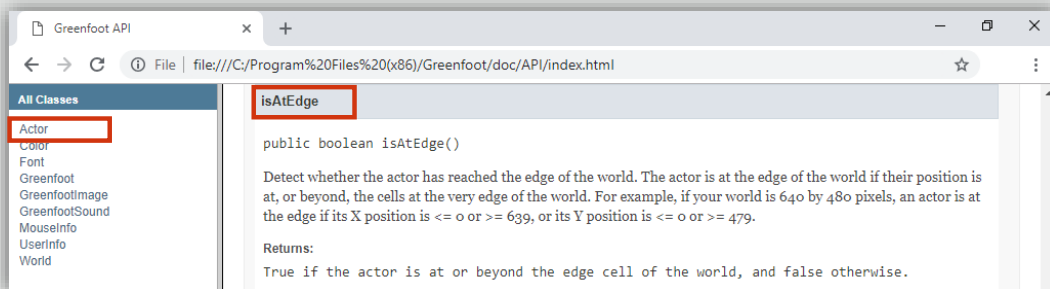 Greenfoot API
File file:///C:/Program%20Files%20(x86)/Greenfoot/doc/API/index.html
All Classes
Actor
Color
Font
Greenfoot
GreenfootImage
GreenfootSound
MouseInfo
UserInfo
World
isAtEdge
public boolean isAtEdge()
Detect whether the actor has reached the edge of the world. The actor is at the edge of the world if their position is
at, or beyond, the cells at the very edge of the world. For example, if your world is 640 by 480 pixels, an actor is at
the edge if its X position is <= 0 or >= 639, or its Y position is <= 0 or >= 479.
Returns:
True if the actor is at or beyond the edge cell of the world, and false otherwise.